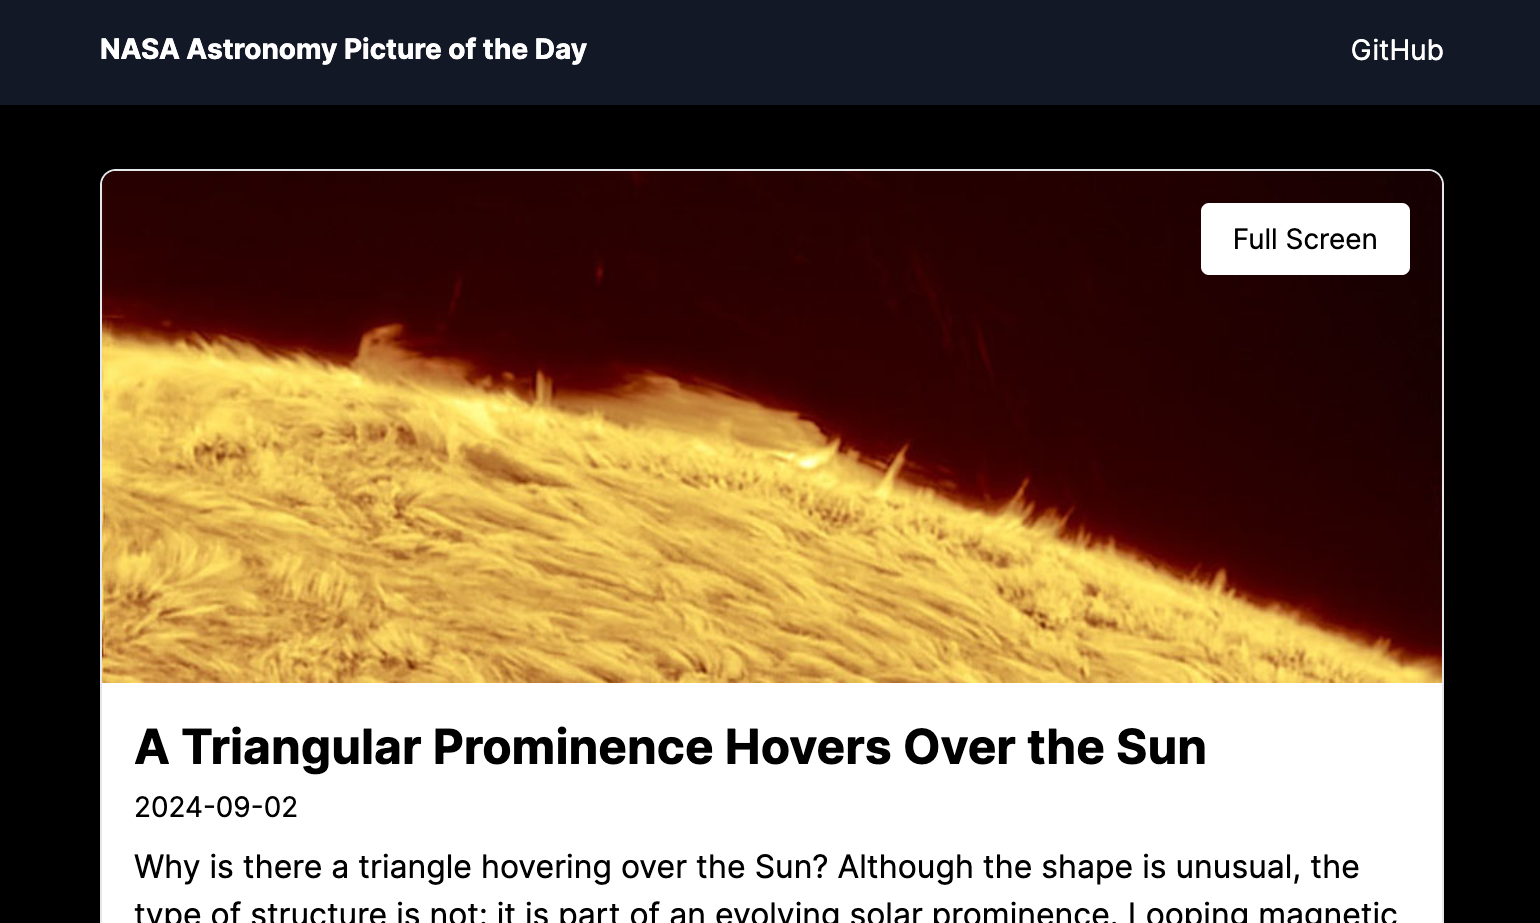 NASA Astronomy Picture of the Day
GitHub
Full Screen
A Triangular Prominence Hovers Over the Sun
2024-09-02
Why is there a triangle hovering over the Sun? Although the shape is unusual, the
type of structure is not: it is part of an evolving solar prominence. Looping magnetic